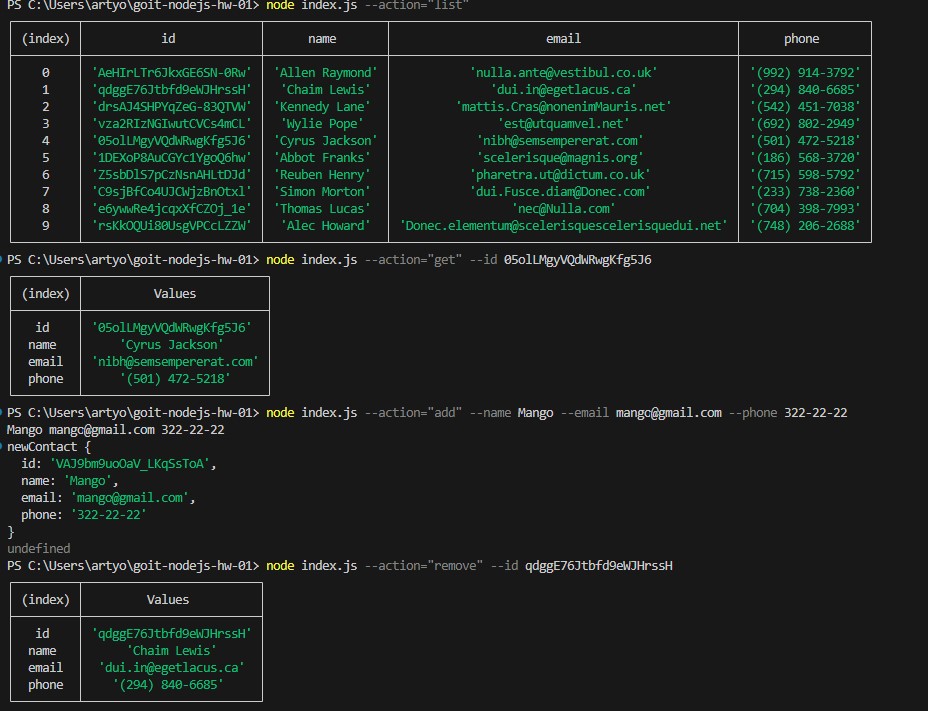 PS C:\Users\artyo\goit-nodejs-hw-01> node index.js --action="list"
(index) id name email phone
0 'AeHIrLTr6JkxGE6SN-0Rw' 'Allen Raymond' 'nulla.ante@vestibul.co.uk' '(992) 914-3792'
1 'qdggE76Jtbfd9eWJHrssH' 'Chaim Lewis' 'dui.in@egetlacus.ca' '(294) 840-6685'
2 'drsAJ4SHPYqZeG-83QTVW' 'Kennedy Lane' 'mattis.Cras@nonenimMauris.net' '(542) 451-7038'
3 'vza2RIzNGIwutCVCs4mCL' 'Wylie Pope' 'est@utquamvel.net' '(692) 802-2949'
4 '05olLMgyVQdWRwgKfg5J6' 'Cyrus Jackson' 'nibh@semsempererat.com' '(501) 472-5218'
5 '1DEXoP8AuCGYc1YgoQ6hw' 'Abbot Franks' 'scelerisque@magnis.org' '(186) 568-3720'
6 'Z5sbDlS7pCzNsnAHLtDJd' 'Reuben Henry' 'pharetra.ut@dictum.co.uk' '(715) 598-5792'
7 'C9sjBfCo4UJCWjzBnOtxl' 'Simon Morton' 'dui.Fusce.diam@Donec.com' '(233) 738-2360'
8 'e6ywwRe4jcqxXfCZOj_1e' 'Thomas Lucas' 'nec@Nulla.com' '(704) 398-7993'
9 'rsKkOQUi80UsgVPCcLZZW' 'Alec Howard' 'Donec.elementum@scelerisquescelerisquedui.net' '(748) 206-2688'
PS C:\Users\artyo\goit-nodejs-hw-01> node index.js --action="get" --id 05olLMgyVQdWRwgKfg5J6
(index) Values
id '05olLMgyVQdWRwgKfg5J6'
name 'Cyrus Jackson'
email 'nibh@semsempererat.com'
phone '(501) 472-5218'
PS C:\Users\artyo\goit-nodejs-hw-01> node index.js --action="add" --name Mango --email mango@gmail.com --phone 322-22-22
Mango mango@gmail.com 322-22-22
newContact {
id: 'VAJ9bm9uoOaV_LKqSsToA',
name: 'Mango',
email: 'mango@gmail.com',
phone: '322-22-22'
}
undefined
PS C:\Users\artyo\goit-nodejs-hw-01> node index.js --action="remove" --id qdggE76Jtbfd9eWJHrssH
(index) Values
id 'qdggE76Jtbfd9eWJHrssH'
name 'Chaim Lewis'
email 'dui.in@egetlacus.ca'
phone '(294) 840-6685'